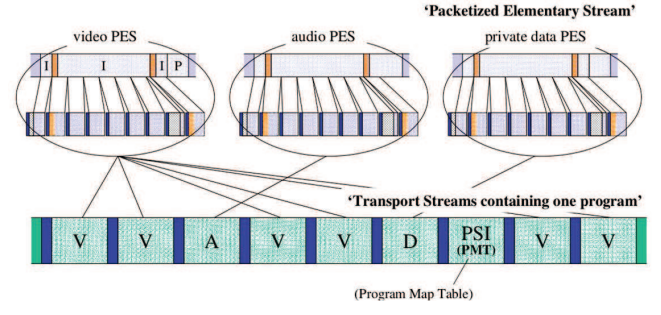 ‘Packetized Elementary Stream’
video PES
audio PES
private data PES
I
I
I
P
‘Transport Streams containing one program’
V
V
A
V
V
D
PSI
(PMT)
V
V
(Program Map Table)